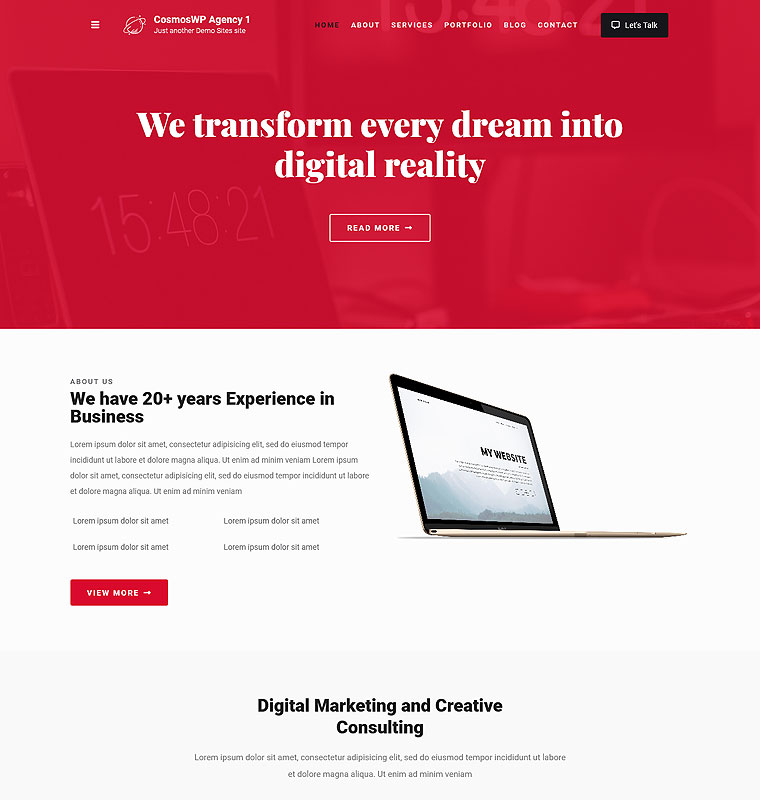 CosmosWP Agency 1
Just another Demo Sites site
HOME ABOUT SERVICES PORTFOLIO BLOG CONTACT
Let's Talk
We transform every dream into
digital reality
15:48:21
READ MORE →
ABOUT US
We have 20+ years Experience in
Business
Lorem ipsum dolor sit amet, consectetur adipisicing elit, sed do eiusmod tempor
incididunt ut labore et dolore magna aliqua. Ut enim ad minim veniam Lorem ipsum
dolor sit amet, consectetur adipisicing elit, sed do eiusmod tempor incididunt ut labore
et dolore magna aliqua. Ut enim ad minim veniam
Lorem ipsum dolor sit amet Lorem ipsum dolor sit amet
Lorem ipsum dolor sit amet Lorem ipsum dolor sit amet
VIEW MORE →
MY WEBSITE
Digital Marketing and Creative
Consulting
Lorem ipsum dolor sit amet, consectetur adipisicing elit, sed do eiusmod tempor incididunt ut labore
et dolore magna aliqua. Ut enim ad minim veniam